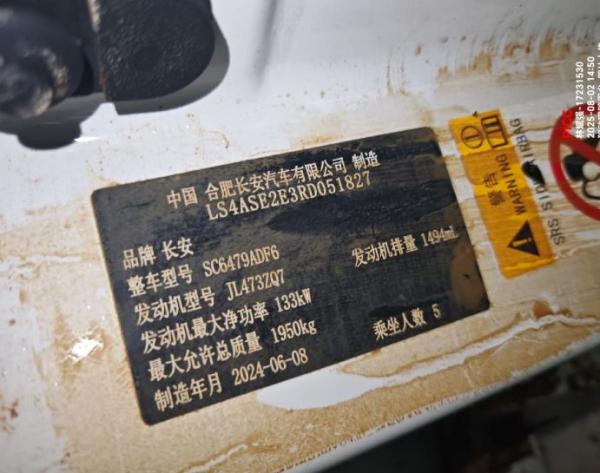 中国 合肥长安汽车有限公司 制造
LS4ASE2E3RD051827
品牌 长安
整车型号 SC6479ADF6
发动机型号 JL473ZQ7
发动机排量 1494mL
发动机最大净功率 133kW
最大允许总质量 1950kg
乘坐人数 5
制造年月 2024-06-08
警告
WARNING
SRS SIDE AIRBAG
2025-08-02 14:50